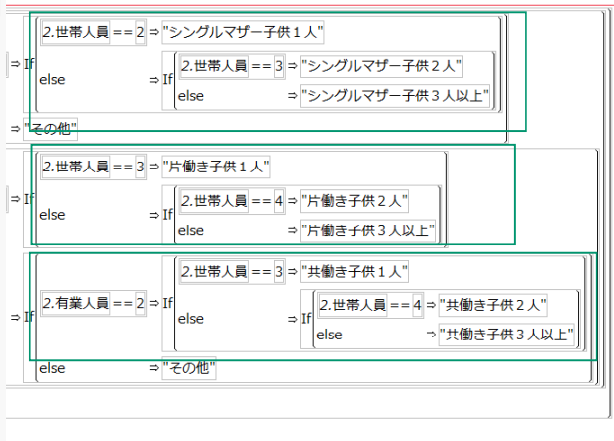 2.世帯人員 == 2 ⇒ "シングルマザー子供１人"
⇒ If
2.世帯人員 == 3 ⇒ "シングルマザー子供２人"
else ⇒ If
else ⇒ "シングルマザー子供３人以上"
⇒ "その他"
2.世帯人員 == 3 ⇒ "片働き子供１人"
⇒ If
2.世帯人員 == 4 ⇒ "片働き子供２人"
else ⇒ If
else ⇒ "片働き子供３人以上"
2.世帯人員 == 3 ⇒ "共働き子供１人"
2.有業人員 == 2 ⇒ If
2.世帯人員 == 4 ⇒ "共働き子供２人"
⇒ If
else ⇒ If
else ⇒ "共働き子供３人以上"
else ⇒ "その他"